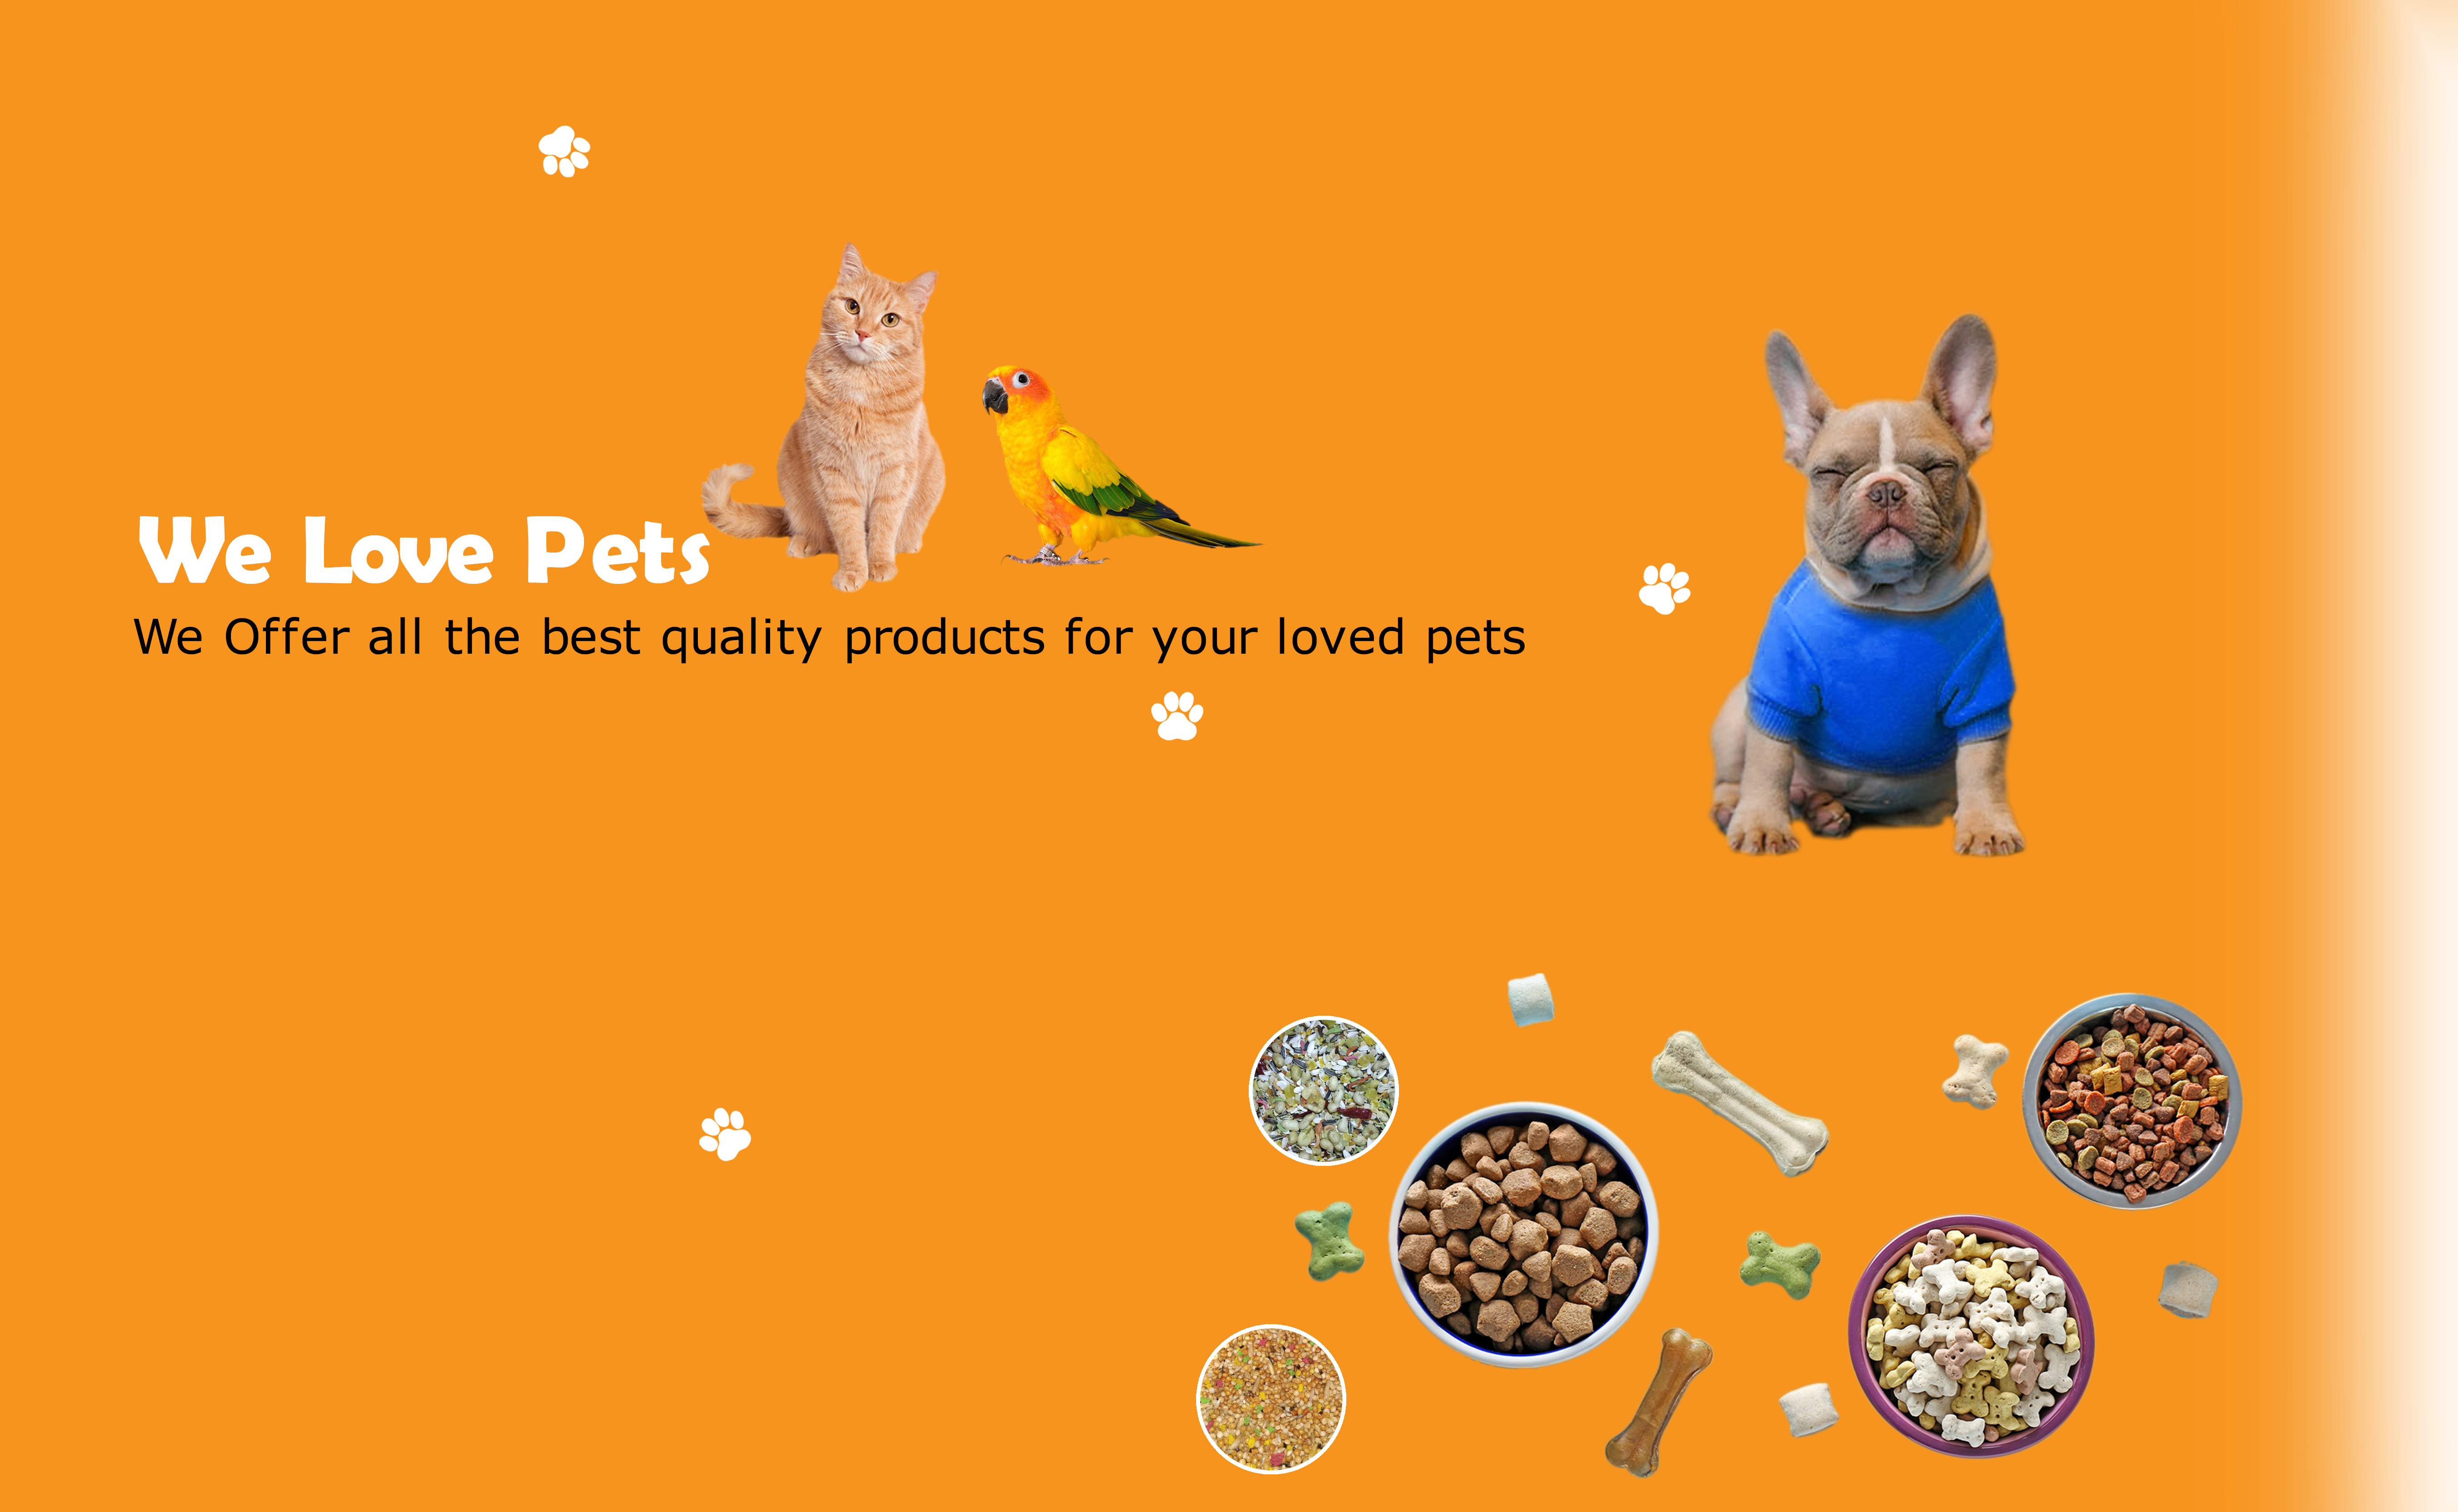 We Love Pets
We Offer all the best quality products for your loved pets